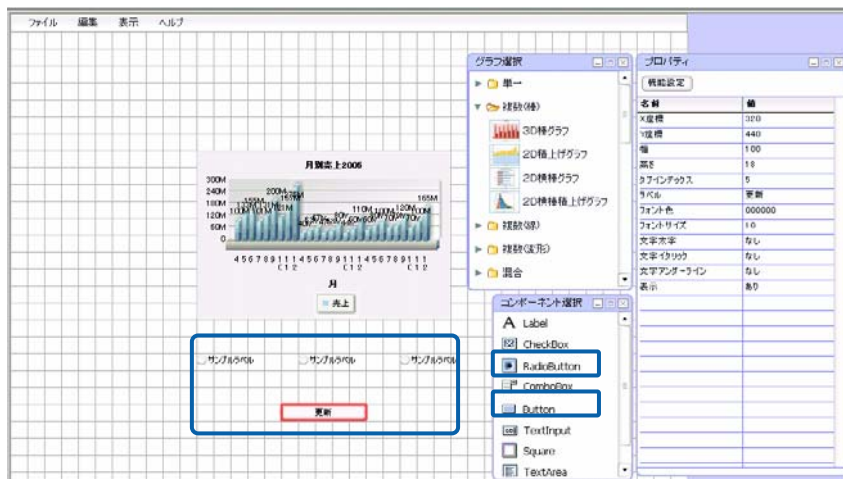 ファイル 編集 表示 ヘルプ
月別売上2006
300M
240M
180M
120M
60M
0
165M
月
売上
サンプルラベル サンプルラベル サンプルラベル
更新
グラフ選択
単一
複数(棒)
3D棒グラフ
2D積上げグラフ
2D横棒グラフ
2D横棒積上げグラフ
複数(線)
複数(変形)
混合
コンポーネント選択
Label
CheckBox
RadioButton
ComboBox
Button
TextInput
Square
TextArea
プロパティ
機能設定
名前 値
X座標 320
Y座標 440
幅 100
高さ 18
タブインデックス 5
ラベル 更新
フォント色 000000
フォントサイズ 10
文字太字 なし
文字イタリック なし
文字アンダーライン なし
表示 あり